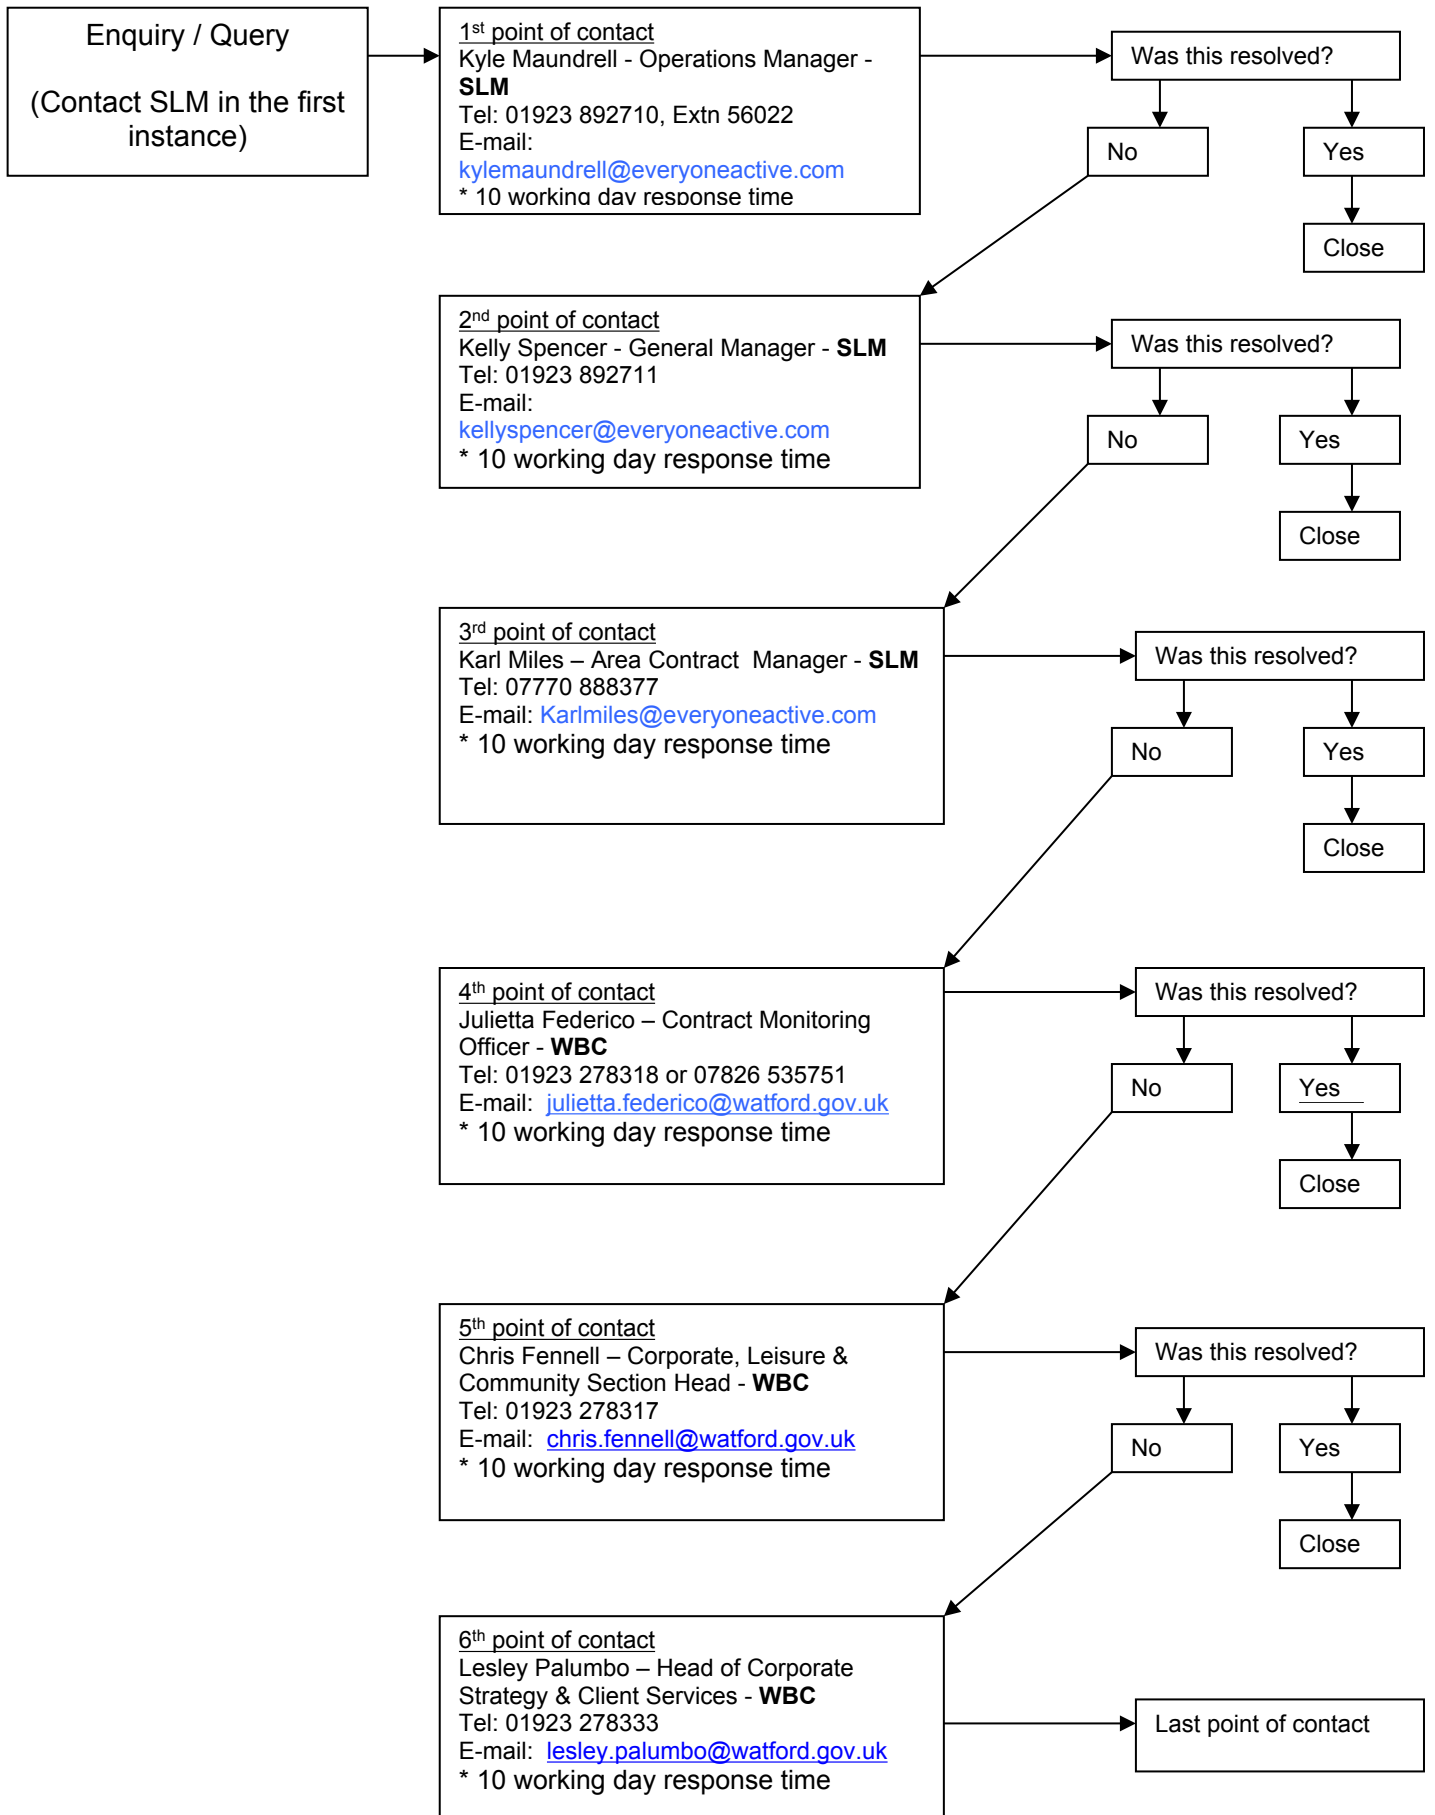 Enquiry / Query
(Contact SLM in the first
instance)
1st point of contact
Kyle Maundrell - Operations Manager -
SLM
Tel: 01923 892710, Extn 56022
E-mail:
kylemaundrell@everyoneactive.com
* 10 working day response time
Was this resolved?
No
Yes
Close
2nd point of contact
Kelly Spencer - General Manager - SLM
Tel: 01923 892711
E-mail:
kellyspencer@everyoneactive.com
* 10 working day response time
Was this resolved?
No
Yes
Close
3rd point of contact
Karl Miles – Area Contract  Manager - SLM
Tel: 07770 888377
E-mail: Karlmiles@everyoneactive.com
* 10 working day response time
Was this resolved?
No
Yes
Close
4th point of contact
Julietta Federico – Contract Monitoring
Officer - WBC
Tel: 01923 278318 or 07826 535751
E-mail:  julietta.federico@watford.gov.uk
* 10 working day response time
Was this resolved?
No
Yes
Close
5th point of contact
Chris Fennell – Corporate, Leisure &
Community Section Head - WBC
Tel: 01923 278317
E-mail:  chris.fennell@watford.gov.uk
* 10 working day response time
Was this resolved?
No
Yes
Close
6th point of contact
Lesley Palumbo – Head of Corporate
Strategy & Client Services - WBC
Tel: 01923 278333
E-mail:  lesley.palumbo@watford.gov.uk
* 10 working day response time
Last point of contact